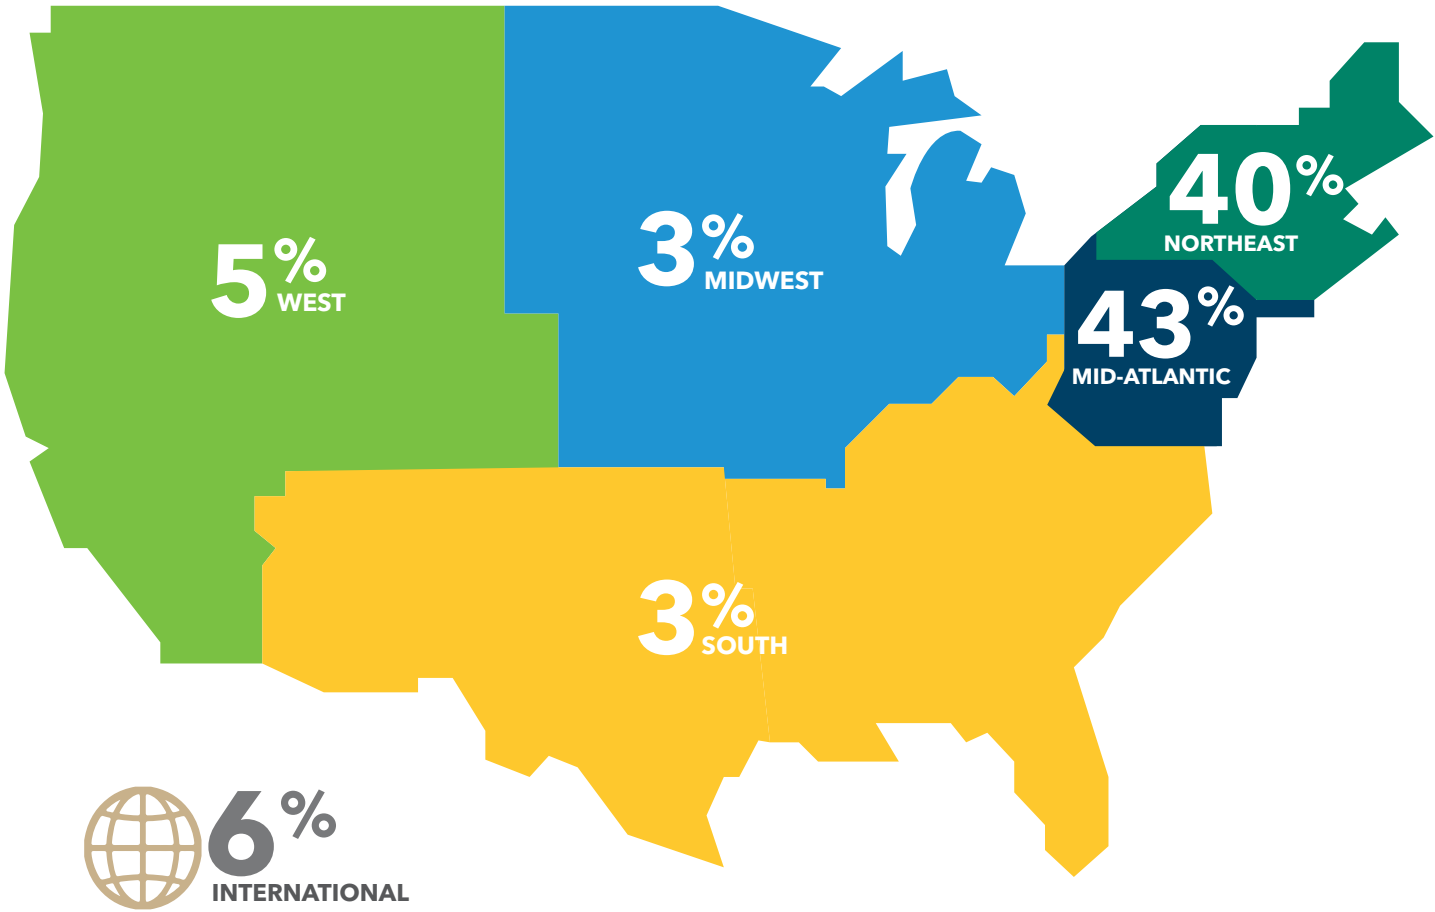 40%
NORTHEAST
5%
WEST
3%
MIDWEST
43%
MID-ATLANTIC
3%
SOUTH
6%
INTERNATIONAL